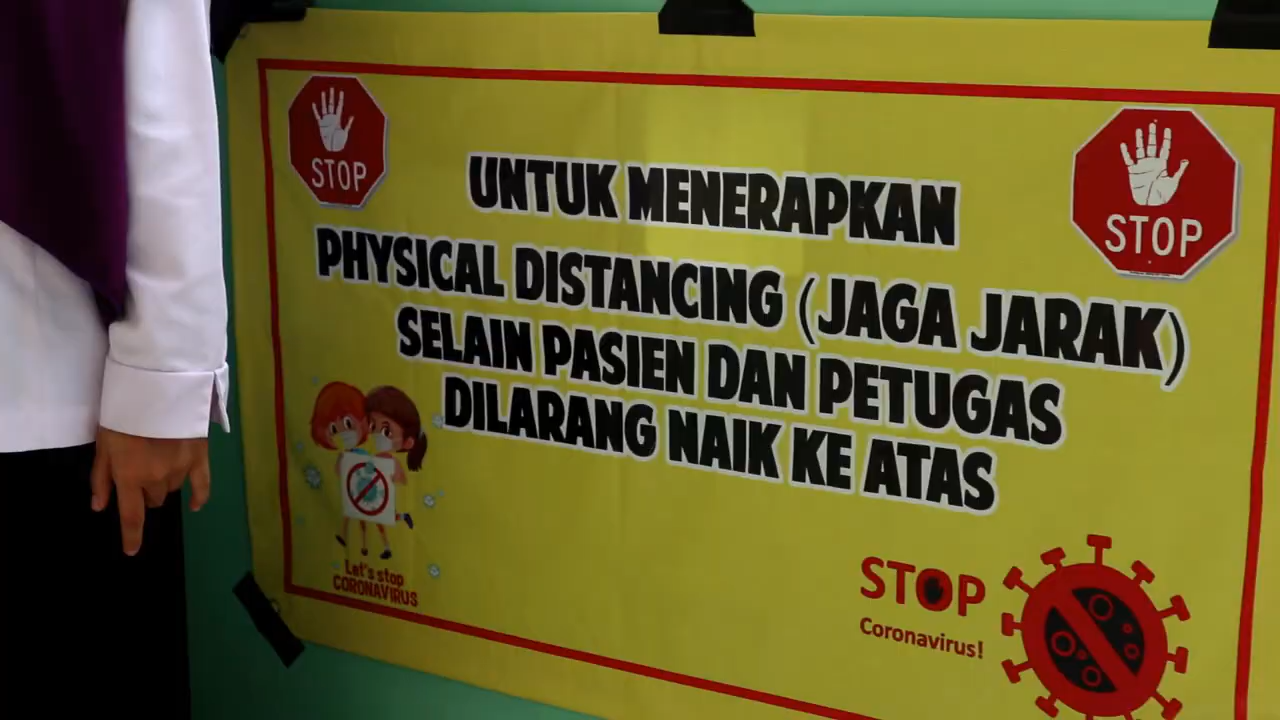 STOP
STOP
UNTUK MENERAPKAN
PHYSICAL DISTANCING (JAGA JARAK)
SELAIN PASIEN DAN PETUGAS
DILARANG NAIK KE ATAS
Let's stop
CORONAVIRUS
STOP
Coronavirus!